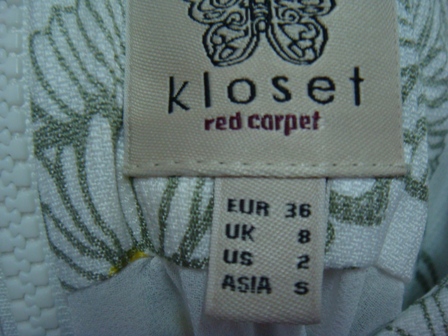 kloset
red carpet
EUR 36
UK 8
US 2
ASIA S